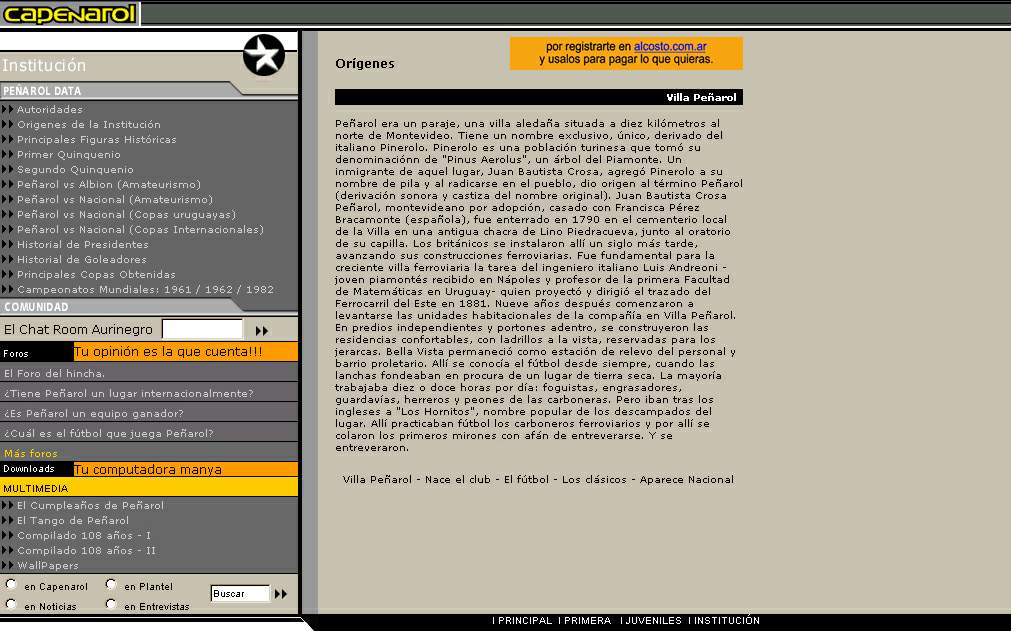 capenarol
Institución
PEÑAROL DATA
Autoridades
Origenes de la Institución
Principales Figuras Históricas
Primer Quinquenio
Segundo Quinquenio
Peñarol vs Albion (Amateurismo)
Peñarol vs Nacional (Amateurismo)
Peñarol vs Nacional (Copas uruguayas)
Peñarol vs Nacional (Copas Internacionales)
Historial de Presidentes
Historial de Goleadores
Principales Copas Obtenidas
Campeonatos Mundiales: 1961 / 1962 / 1982
COMUNIDAD
El Chat Room Aurinegro
Foros Tu opinión es la que cuenta!!!
El Foro del hincha.
¿Tiene Peñarol un lugar internacionalmente?
¿Es Peñarol un equipo ganador?
¿Cuál es el fútbol que juega Peñarol?
Más foros
Downloads Tu computadora manya
MULTIMEDIA
El Cumpleaños de Peñarol
El Tango de Peñarol
Compilado 108 años - I
Compilado 108 años - II
WallPapers
en Capenarol en Plantel
Buscar
en Noticias en Entrevistas
por registrarte en alcosto.com.ar
y usalos para pagar lo que quieras.
Orígenes
Villa Peñarol
Peñarol era un paraje, una villa aledaña situada a diez kilómetros al
norte de Montevideo. Tiene un nombre exclusivo, único, derivado del
italiano Pinerolo. Pinerolo es una población turinesa que tomó su
denominaciónn de "Pinus Aerolus", un árbol del Piamonte. Un
inmigrante de aquel lugar, Juan Bautista Crosa, agregó Pinerolo a su
nombre de pila y al radicarse en el pueblo, dio origen al término Peñarol
(derivación sonora y castiza del nombre original). Juan Bautista Crosa
Peñarol, montevideano por adopción, casado con Francisca Pérez
Bracamonte (española), fue enterrado en 1790 en el cementerio local
de la Villa en una antigua chacra de Lino Piedracueva, junto al oratorio
de su capilla. Los británicos se instalaron allí un siglo más tarde,
avanzando sus construcciones ferroviarias. Fue fundamental para la
creciente villa ferroviaria la tarea del ingeniero italiano Luis Andreoni -
joven piamontés recibido en Nápoles y profesor de la primera Facultad
de Matemáticas en Uruguay- quien proyectó y dirigió el trazado del
Ferrocarril del Este en 1881. Nueve años después comenzaron a
levantarse las unidades habitacionales de la compañía en Villa Peñarol.
En predios independientes y portones adentro, se construyeron las
residencias confortables, con ladrillos a la vista, reservadas para los
jerarcas. Bella Vista permaneció como estación de relevo del personal y
barrio proletario. Allí se conocía el fútbol desde siempre, cuando las
lanchas fondeaban en procura de un lugar de tierra seca. La mayoría
trabajaba diez o doce horas por día: foguistas, engrasadores,
guardavías, herreros y peones de las carboneras. Pero iban tras los
ingleses a "Los Hornitos", nombre popular de los descampados del
lugar. Allí practicaban fútbol los carboneros ferroviarios y por allí se
colaron los primeros mirones con afán de entreverarse. Y se
entreveraron.
Villa Peñarol - Nace el club - El fútbol - Los clásicos - Aparece Nacional
| PRINCIPAL | PRIMERA | JUVENILES | INSTITUCIÓN